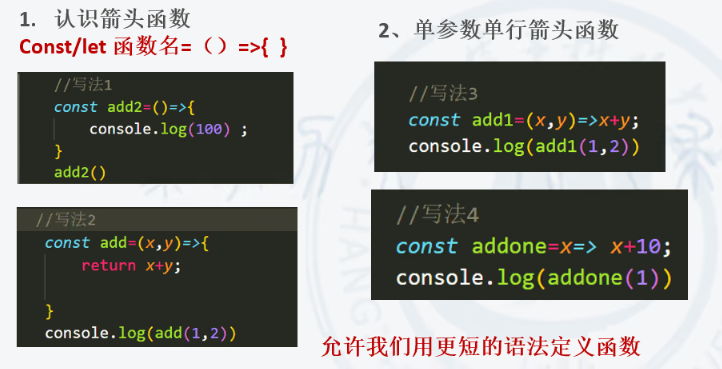 1. 认识箭头函数
Const/let 函数名=（）=>{ }
//写法1
const add2=()=>{
console.log(100) ;
}
add2()
//写法2
const add=(x,y)=>{
return x+y;
}
console.log(add(1,2))
2、单参数单行箭头函数
//写法3
const add1=(x,y)=>x+y;
console.log(add1(1,2))
//写法4
const addone=x=> x+10;
console.log(addone(1))
允许我们用更短的语法定义函数